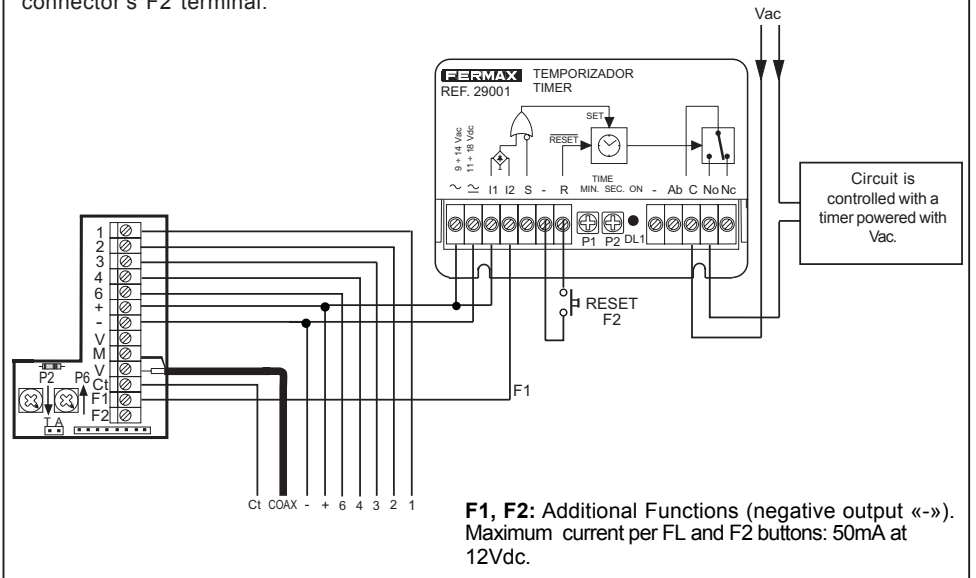 connector's F2 terminal.
Vac
FERMAX TEMPORIZADOR
REF. 29001 TIMER
9 ÷ 14 Vac
11 ÷ 18 Vdc
SET
RESET
TIME
MIN. SEC. ON
~ ≃ I1 I2 S - R - Ab C No Nc
P1 P2 DL1
Circuit is
controlled with a
timer powered with
Vac.
RESET
F2
1
2
3
4
6
+
-
V
M
V
Ct
F1
F2
P2 P6
T A
F1
Ct COAX - + 6 4 3 2 1
F1, F2: Additional Functions (negative output «-»).
Maximum current per FL and F2 buttons: 50mA at
12Vdc.